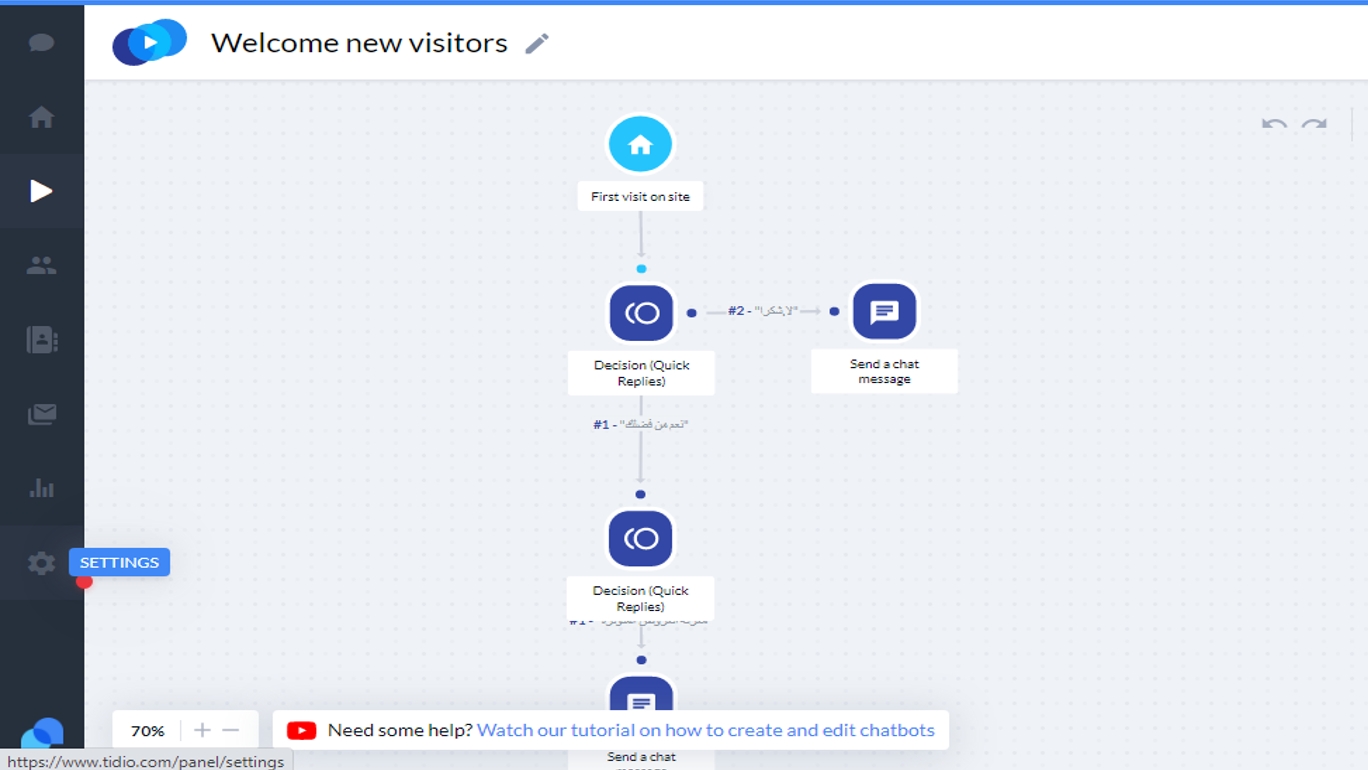 Welcome new visitors
First visit on site
#2 - "لا,شكرا"
Decision (Quick
Replies)
Send a chat
message
#1 - "نعم من فضلك"
SETTINGS
Decision (Quick
Replies)
#1 -
70%
Need some help? Watch our tutorial on how to create and edit chatbots
Send a chat
https://www.tidio.com/panel/settings